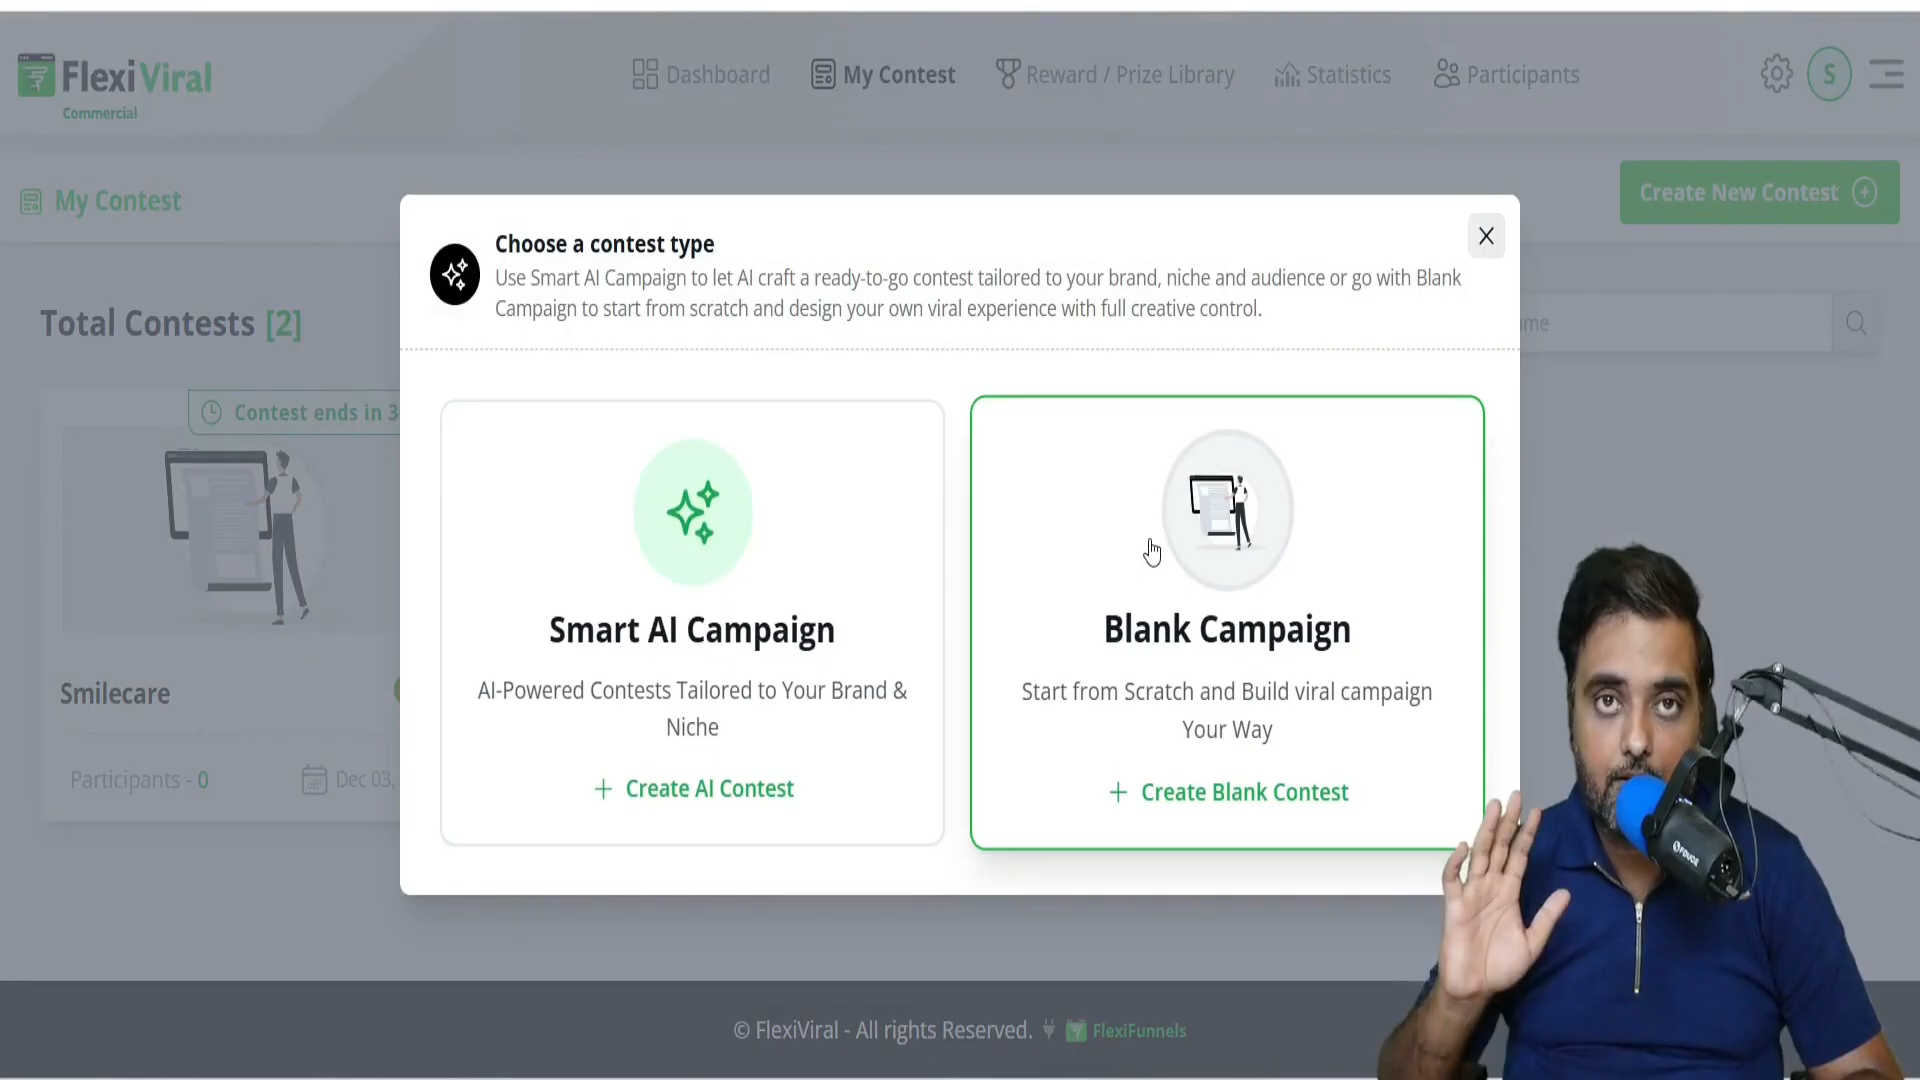 FlexiViral
Commercial
Dashboard
My Contest
Reward / Prize Library
Statistics
Participants
S
My Contest
Create New Contest
Choose a contest type
Use Smart AI Campaign to let AI craft a ready-to-go contest tailored to your brand, niche and audience or go with Blank
Campaign to start from scratch and design your own viral experience with full creative control.
Total Contests [2]
Contest ends in 3
Smart AI Campaign
AI-Powered Contests Tailored to Your Brand &
Niche
+ Create AI Contest
Blank Campaign
Start from Scratch and Build viral campaign
Your Way
+ Create Blank Contest
Smilecare
Participants - 0
Dec 03,
FDUCE
© FlexiViral - All rights Reserved.
FlexiFunnels